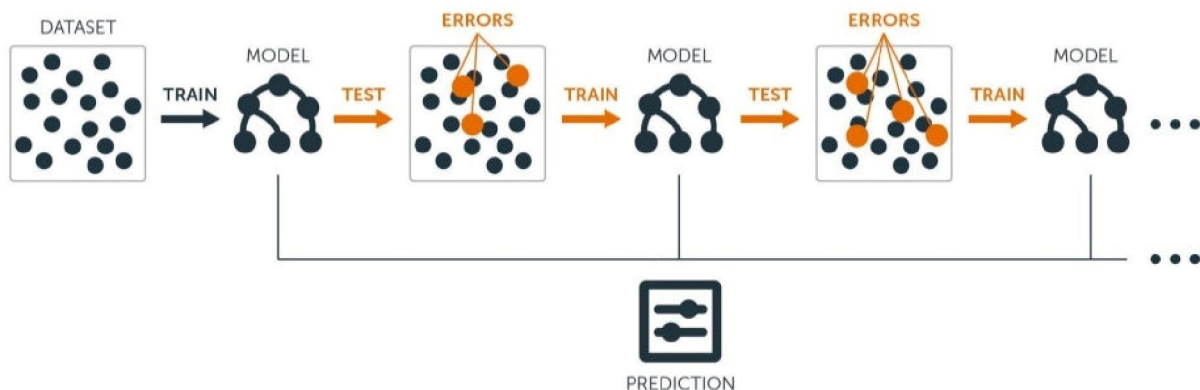 DATASET
TRAIN
MODEL
TEST
ERRORS
TRAIN
MODEL
TEST
ERRORS
TRAIN
MODEL
PREDICTION